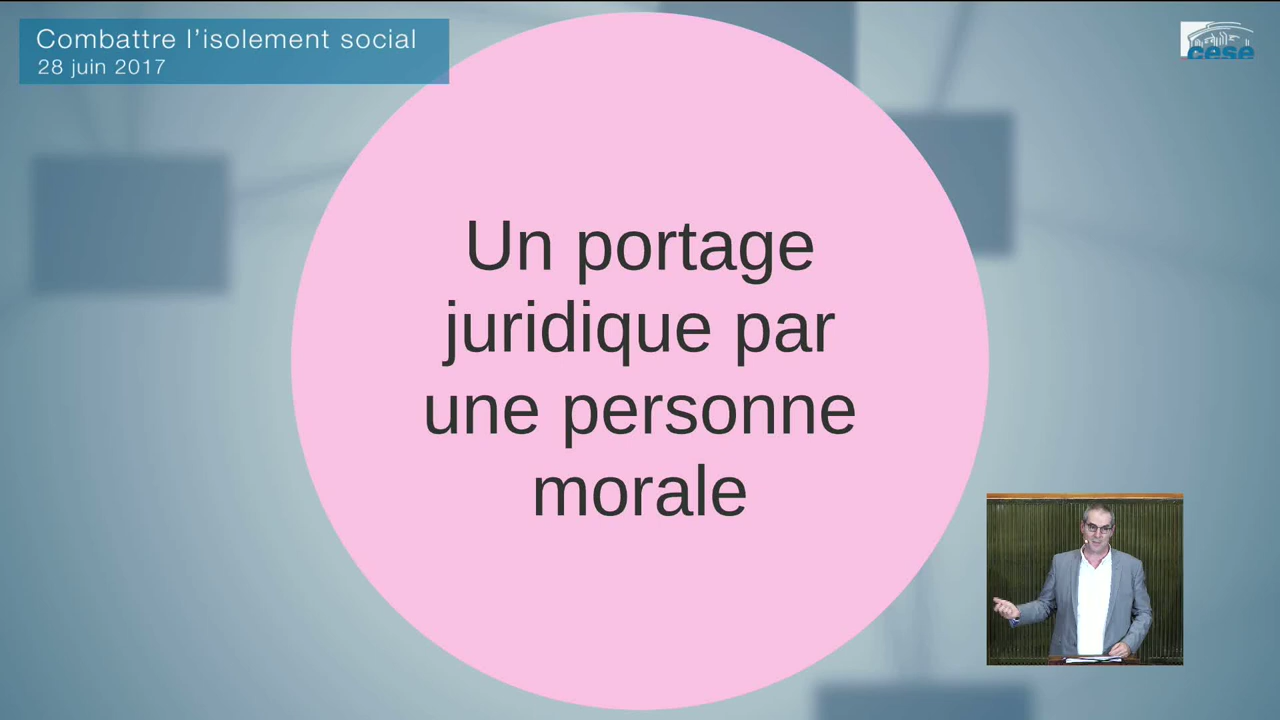 Combattre l’isolement social
28 juin 2017
cese
Un portage
juridique par
une personne
morale